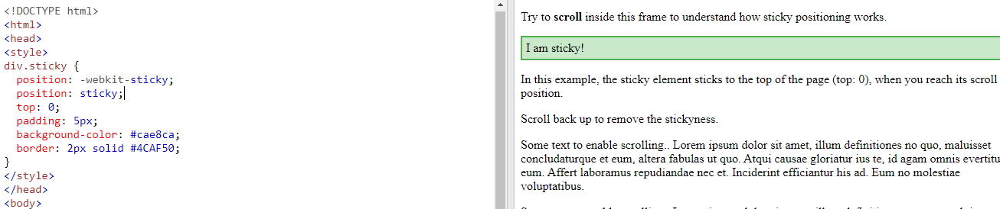 <!DOCTYPE html>
<html>
<head>
<style>
div.sticky {
  position: -webkit-sticky;
  position: sticky;
  top: 0;
  padding: 5px;
  background-color: #cae8ca;
  border: 2px solid #4CAF50;
}
</style>
</head>
<body>
Try to scroll inside this frame to understand how sticky positioning works.
I am sticky!
In this example, the sticky element sticks to the top of the page (top: 0), when you reach its scroll
position.
Scroll back up to remove the stickyness.
Some text to enable scrolling.. Lorem ipsum dolor sit amet, illum definitiones no quo, maluisset
concludaturque et eum, altera fabulas ut quo. Atqui causae gloriatur ius te, id agam omnis evertitu
eum. Affert laboramus repudiandae nec et. Inciderint efficiantur his ad. Eum no molestiae
voluptatibus.